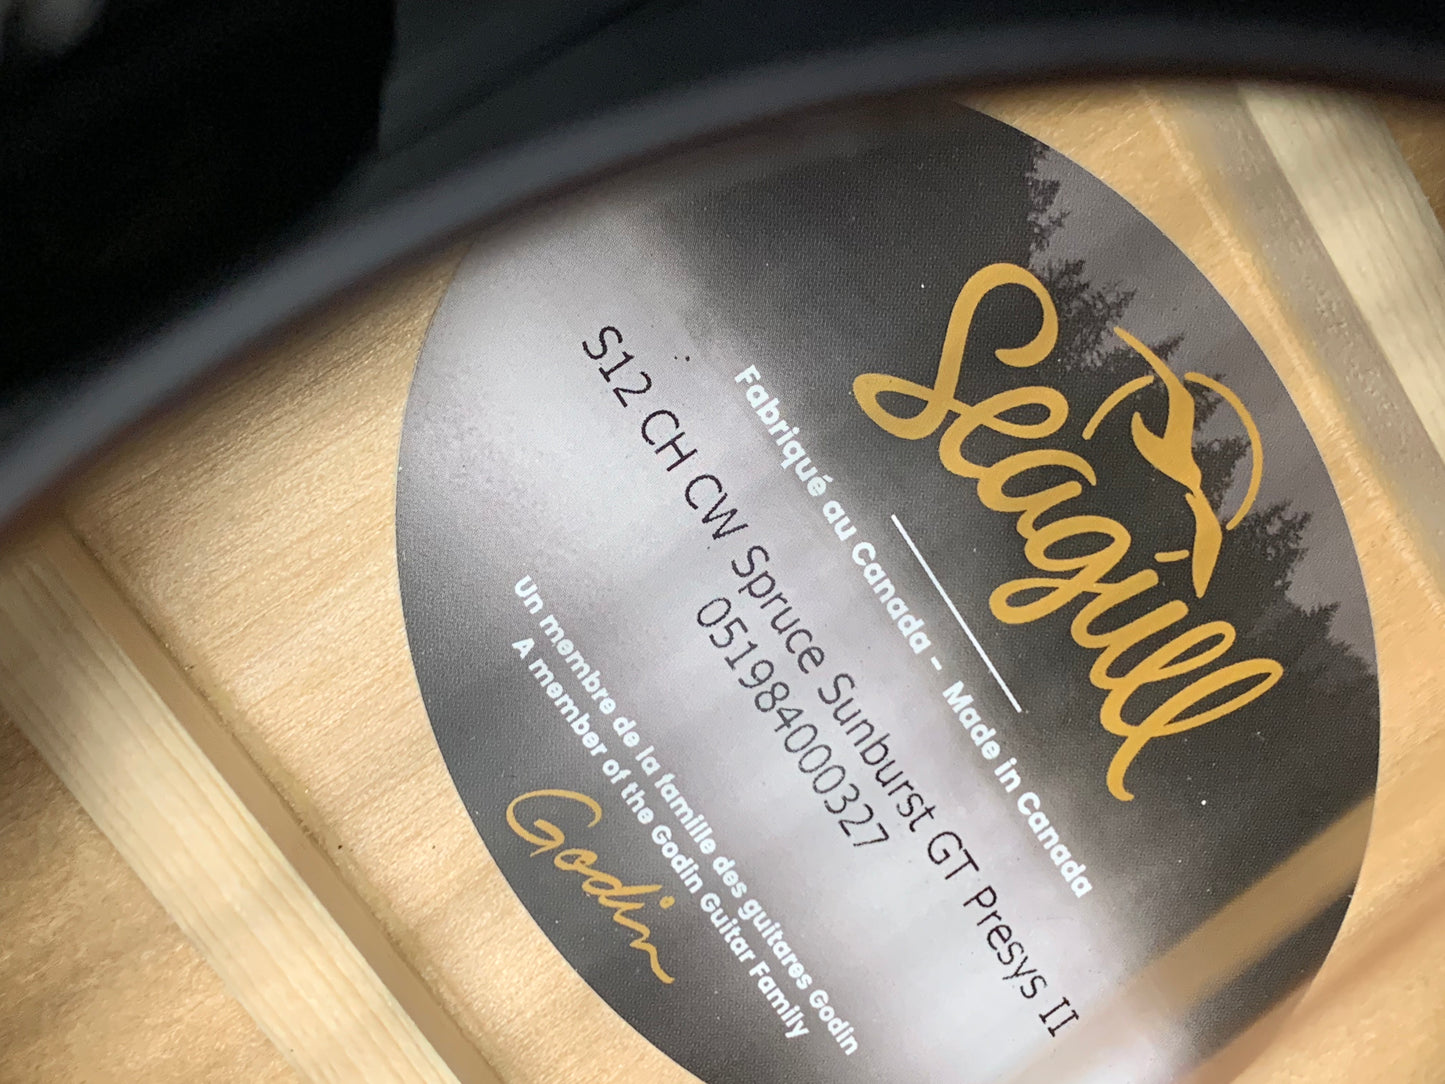 Seagull
Fabriqué au Canada - Made in Canada
S12 CH CW Spruce Sunburst GT Presys II
051984000327
Un membre de la famille des guitares Godin
A member of the Godin Guitar Family
Godin